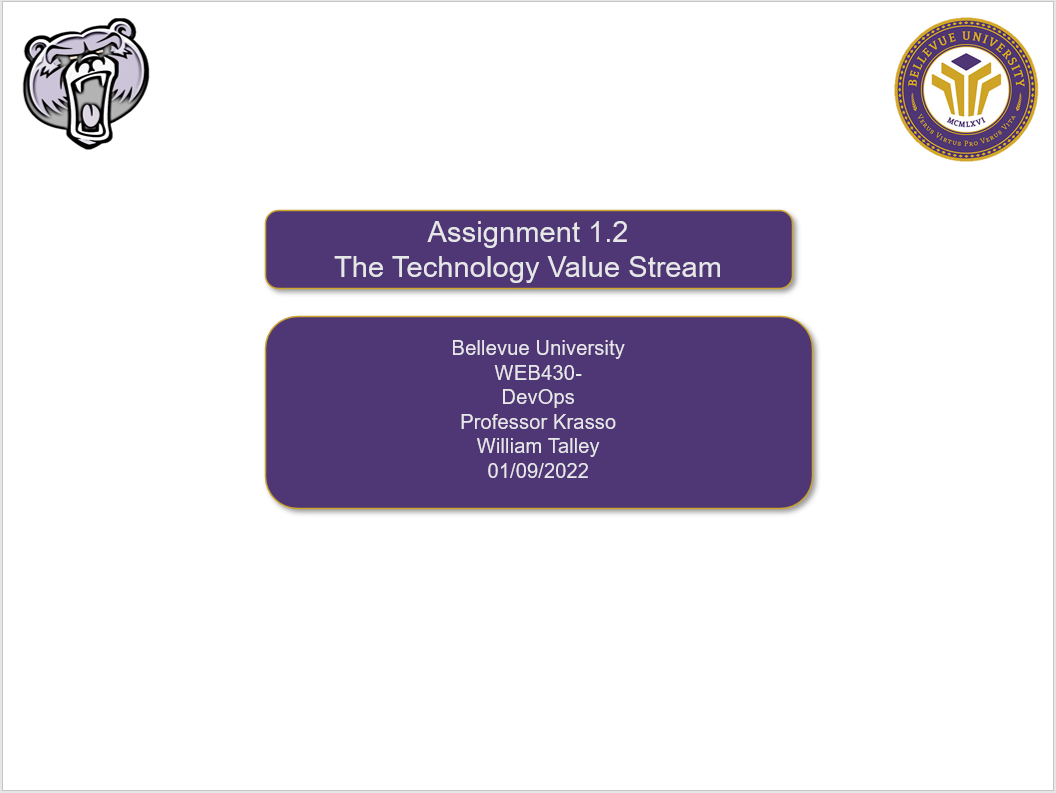 BELLEVUE UNIVERSITY
MCMLXVI
VERUS VIRTUS PRO VERUS VITA
Assignment 1.2
The Technology Value Stream
Bellevue University
WEB430-
DevOps
Professor Krasso
William Talley
01/09/2022